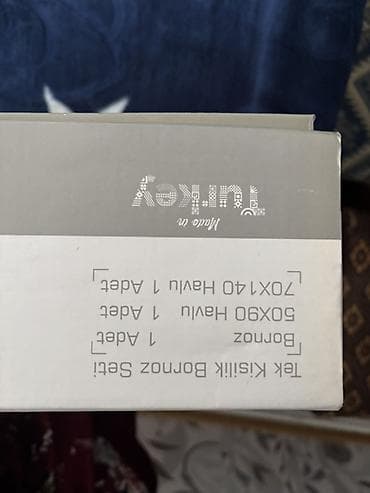 Tek Kisilik Bornoz Seti
Bornoz 1 Adet
50X90 Havlu 1 Adet
70X140 Havlu 1 Adet
Made in
Turkey